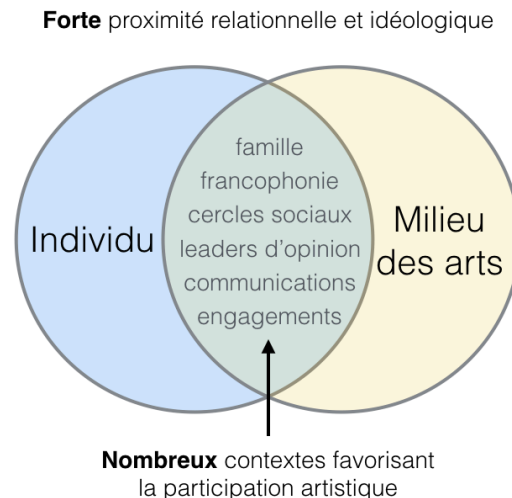 Forte proximité relationnelle et idéologique
famille
francophonie
cercles sociaux
leaders d'opinion
communications
engagements
Individu
Milieu
des arts
Nombreux contextes favorisant
la participation artistique